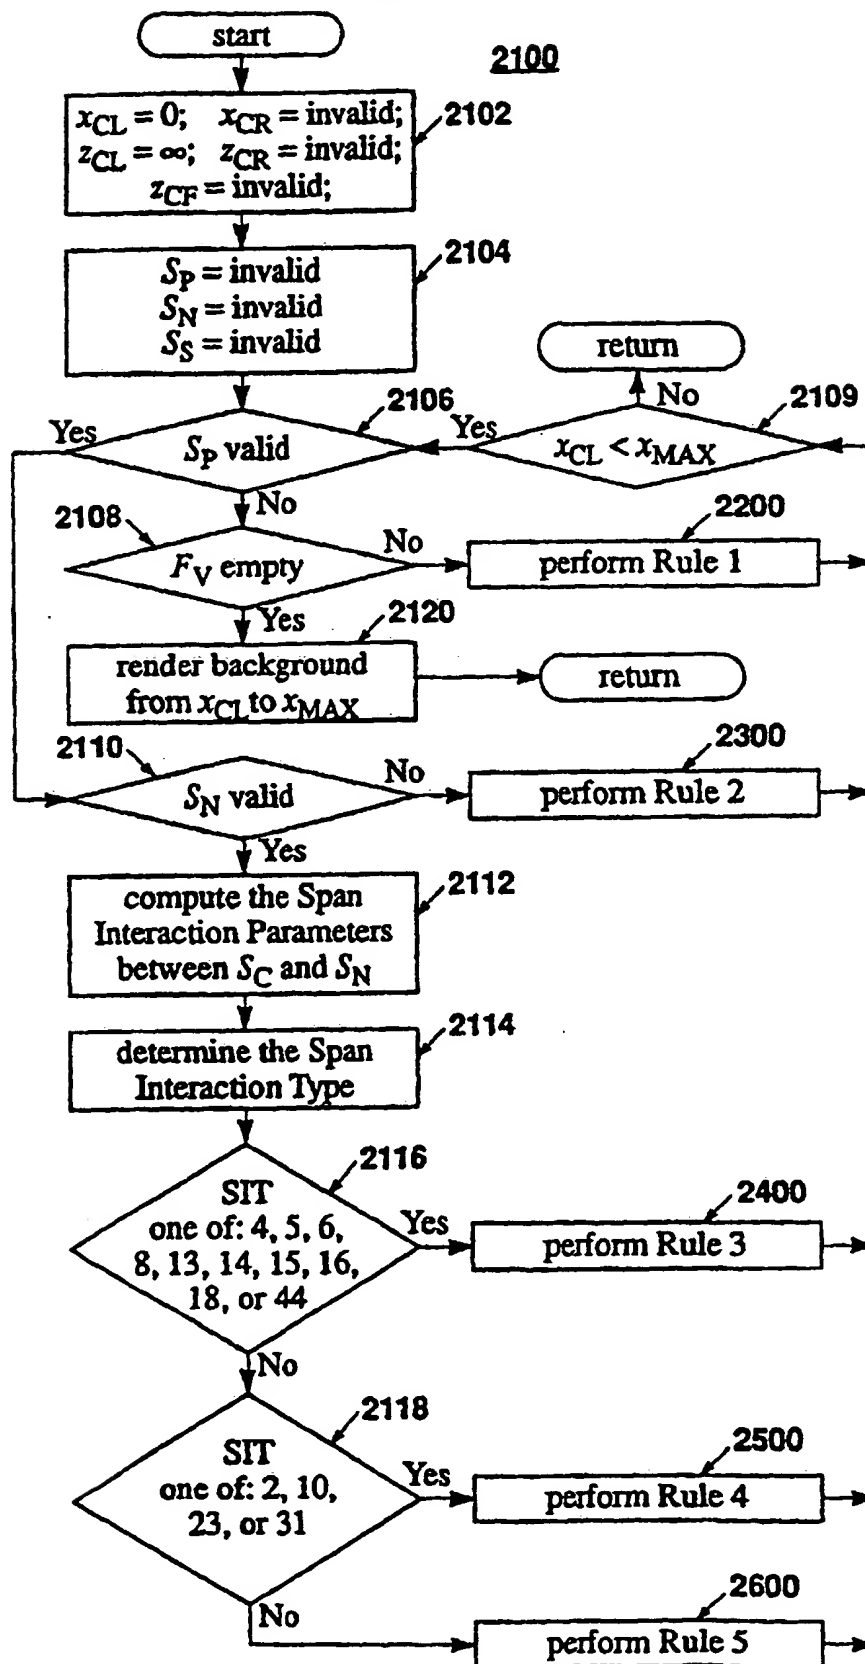 start
2100
x_CL = 0; x_CR = invalid;
z_CL = ∞; z_CR = invalid;
z_CF = invalid;
2102
S_P = invalid
S_N = invalid
S_S = invalid
2104
return
No
2109
2106
Yes
S_P valid
Yes
x_CL < x_MAX
No
2108
F_V empty
No
2200
perform Rule 1
Yes
2120
render background
from x_CL to x_MAX
return
2110
S_N valid
No
2300
perform Rule 2
Yes
compute the Span
Interaction Parameters
between S_C and S_N
2112
determine the Span
Interaction Type
2114
2116
SIT
one of: 4, 5, 6,
8, 13, 14, 15, 16,
18, or 44
Yes
2400
perform Rule 3
No
2118
SIT
one of: 2, 10,
23, or 31
Yes
2500
perform Rule 4
No
2600
perform Rule 5